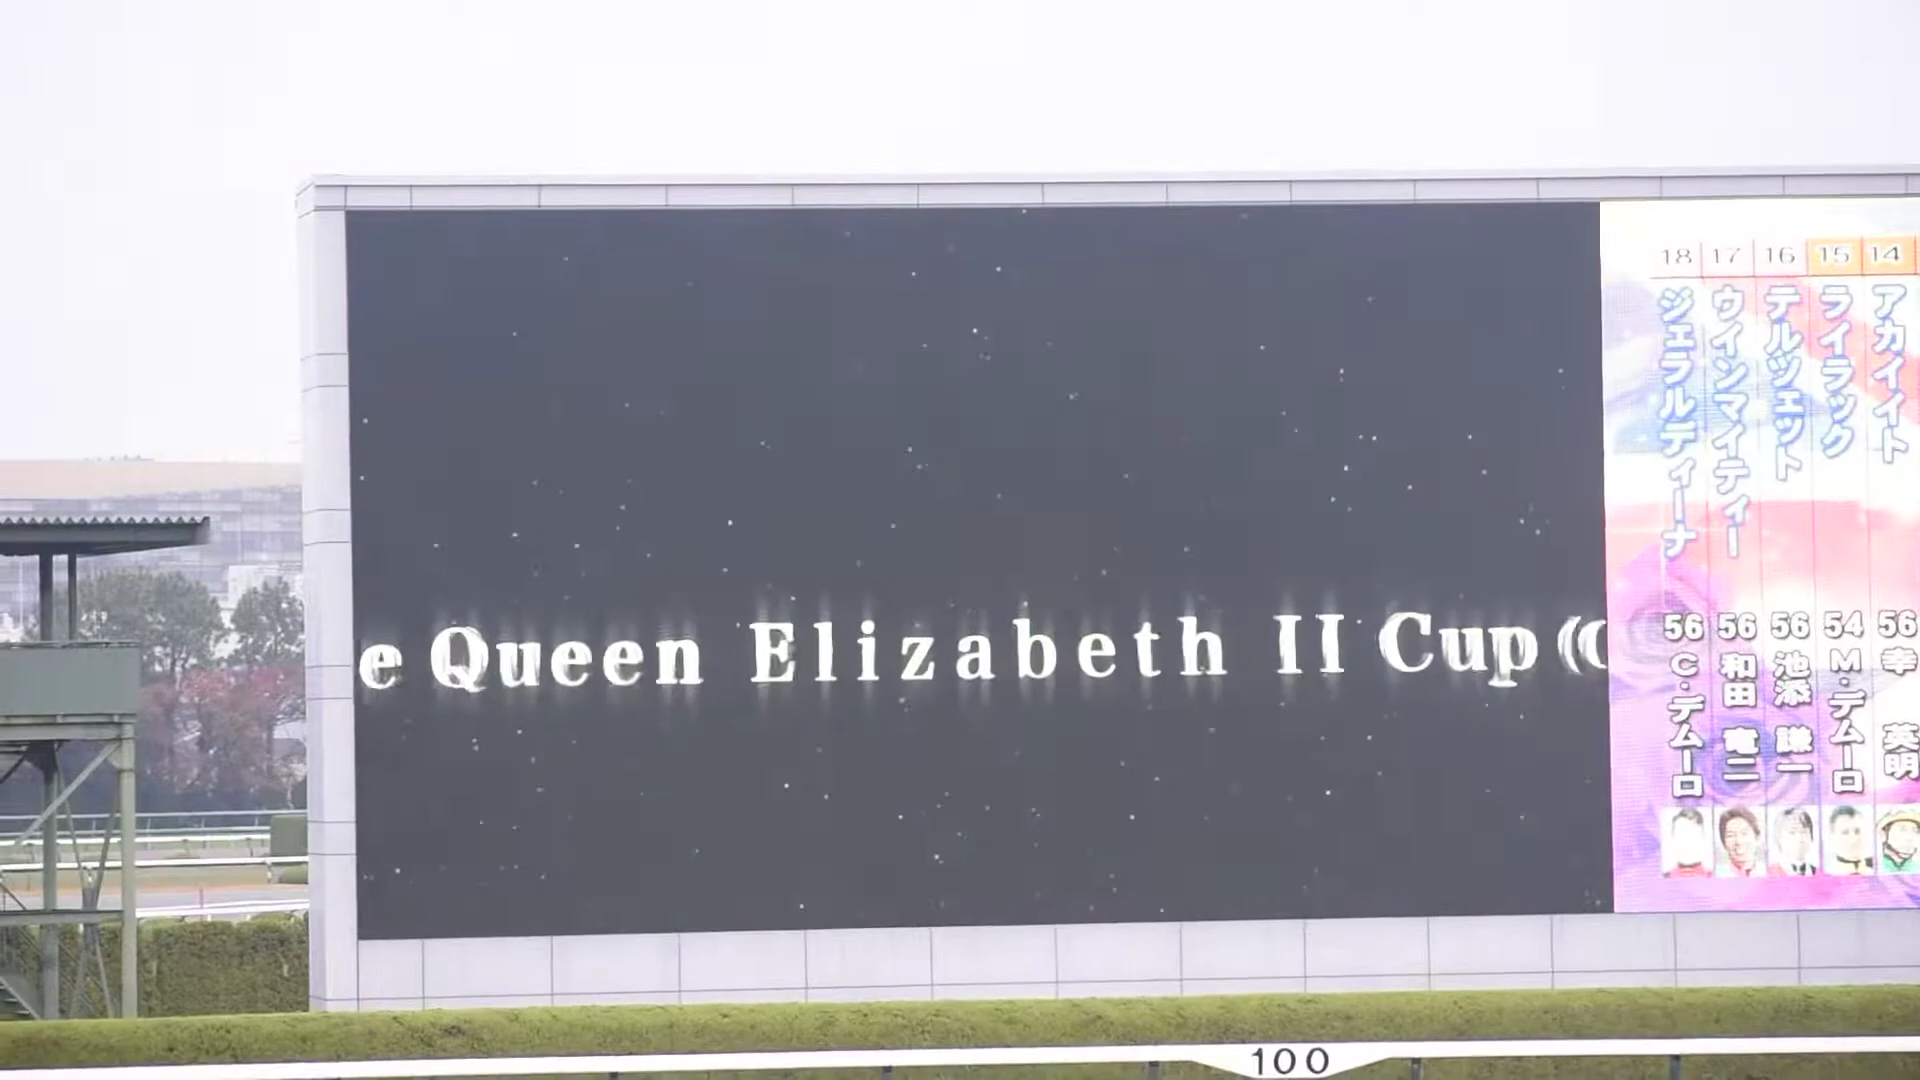 e Queen Elizabeth II Cup (G
18 ジェラルディーナ 56 C・デムーロ
17 ウインマイティー 56 和田 竜二
16 テルツェット 56 池添 謙一
15 ライラック 54 M・デムーロ
14 アカイイト 56 幸 英明
100